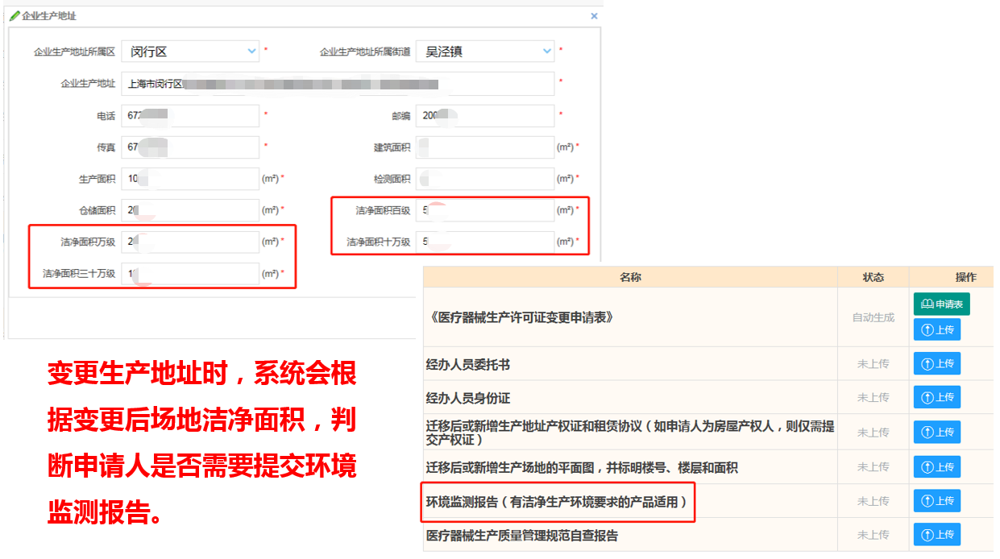 企业生产地址
企业生产地址所属区 闵行区 * 企业生产地址所属街道 吴泾镇 *
企业生产地址 上海市闵行区 *
电话 67 * 邮编 200 *
传真 67 * 建筑面积 (m²) *
生产面积 10 (m²) * 检测面积 (m²) *
仓储面积 20 (m²) * 洁净面积百级 5 (m²) *
洁净面积万级 2 (m²) * 洁净面积十万级 5 (m²) *
洁净面积三十万级 1 (m²) *
名称 状态 操作
《医疗器械生产许可证变更申请表》 自动生成 申请表
上传
经办人员委托书 未上传 上传
经办人员身份证 未上传 上传
迁移后或新增生产地址产权证和租赁协议（如申请人为房屋产权人，则仅需提
交产权证） 未上传 上传
迁移后或新增生产场地的平面图，并标明楼号、楼层和面积 未上传 上传
环境监测报告（有洁净生产环境要求的产品适用） 未上传 上传
医疗器械生产质量管理规范自查报告 未上传 上传
变更生产地址时，系统会根
据变更后场地洁净面积，判
断申请人是否需要提交环境
监测报告。